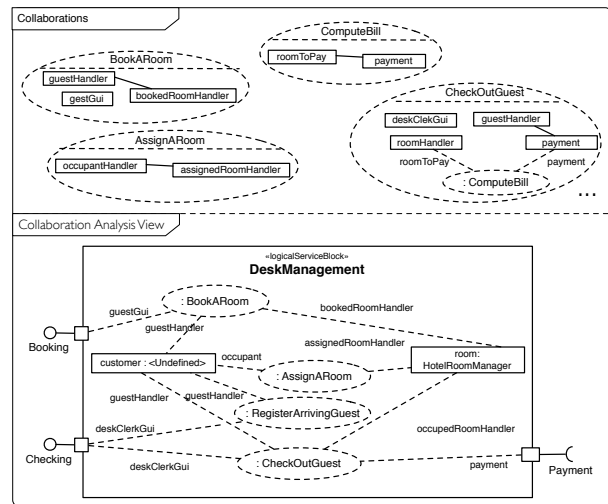 Collaborations
ComputeBill
roomToPay
payment
BookARoom
guestHandler
gestGui
bookedRoomHandler
CheckOutGuest
deskClekGui
guestHandler
roomHandler
payment
roomToPay
payment
: ComputeBill
...
AssignARoom
occupantHandler
assignedRoomHandler
Collaboration Analysis View
«logicalServiceBlock»
DeskManagement
: BookARoom
guestGui
bookedRoomHandler
guestHandler
Booking
assignedRoomHandler
customer : <Undefined>
occupant
room:
HotelRoomManager
: AssignARoom
guestHandler
guestHandler
: RegisterArrivingGuest
deskClerkGui
occupedRoomHandler
Checking
: CheckOutGuest
deskClerkGui
payment
Payment